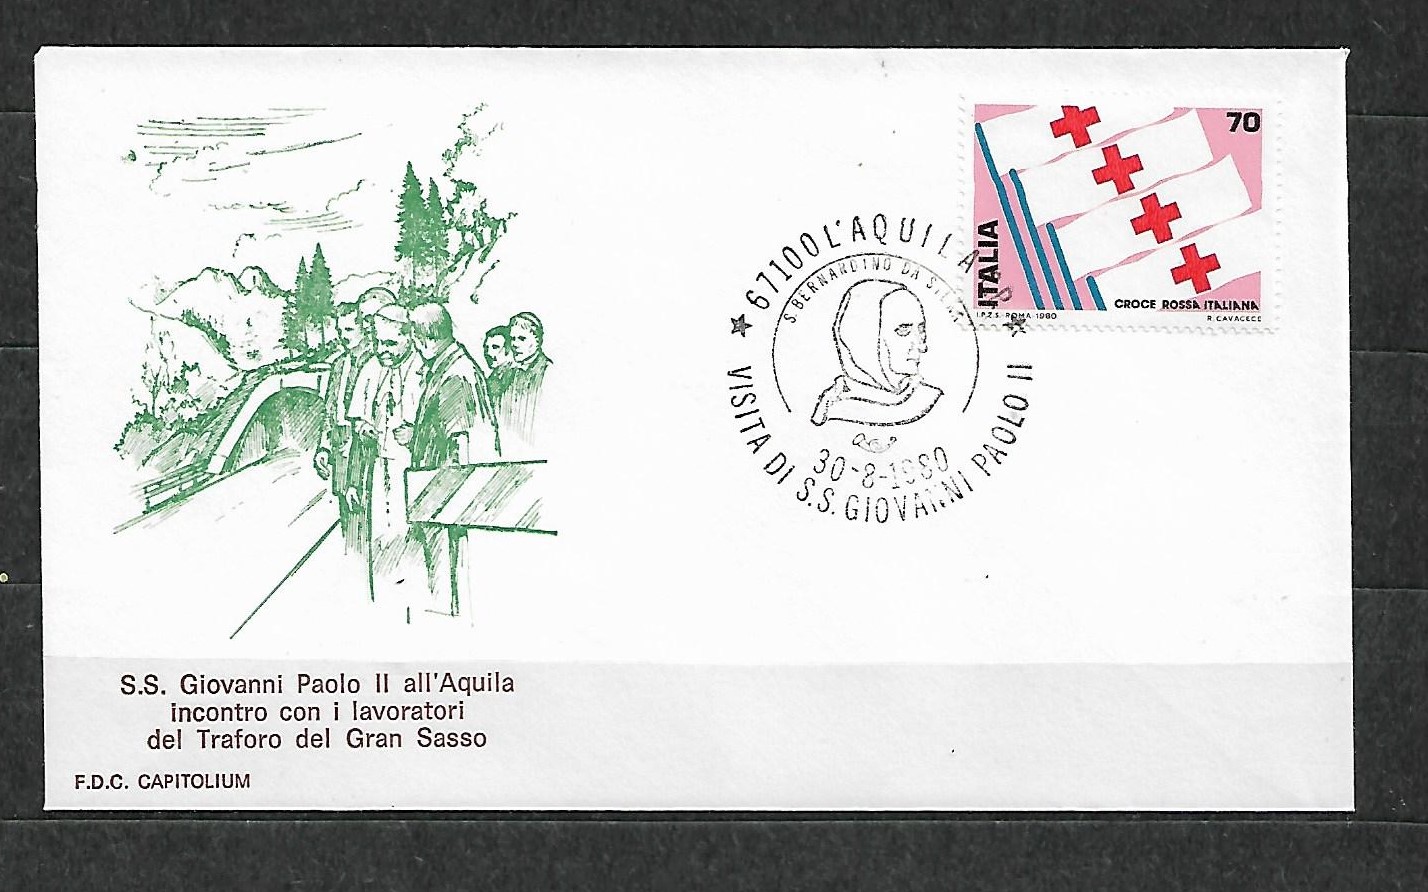 70
ITALIA
CROCE ROSSA ITALIANA
I.P.Z.S. ROMA 1980
R. CAVACECE
67100 L'AQUILA
S. BERNARDINO DA SIENA
30-8-1980
VISITA DI S.S. GIOVANNI PAOLO II
S.S. Giovanni Paolo II all'Aquila
incontro con i lavoratori
del Traforo del Gran Sasso
F.D.C. CAPITOLIUM